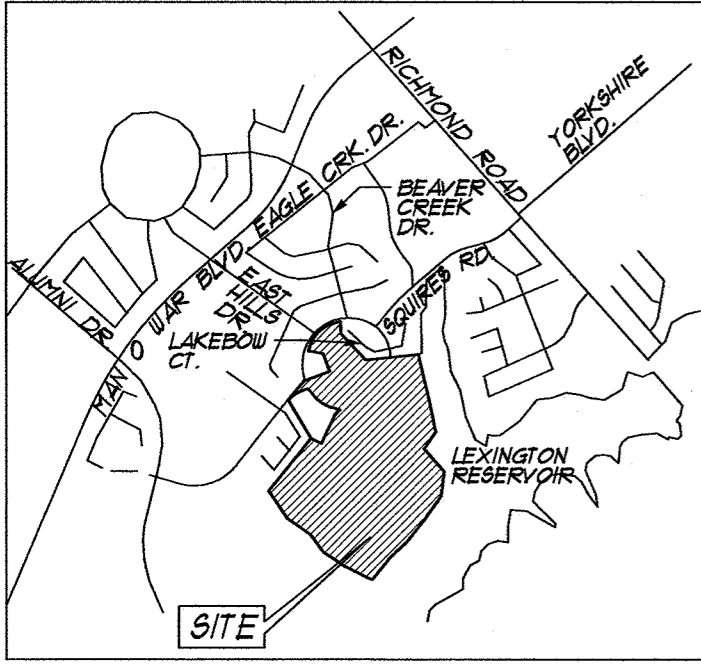 RICHMOND ROAD
YORKSHIRE
BLVD.
EAGLE CRK. DR.
BEAVER
CREEK
DR.
MAN O WAR BLVD.
EAST
HILLS
DR
SQUIRES RD.
ALUMNI DR
LAKEBOW
CT.
LEXINGTON
RESERVOIR
SITE